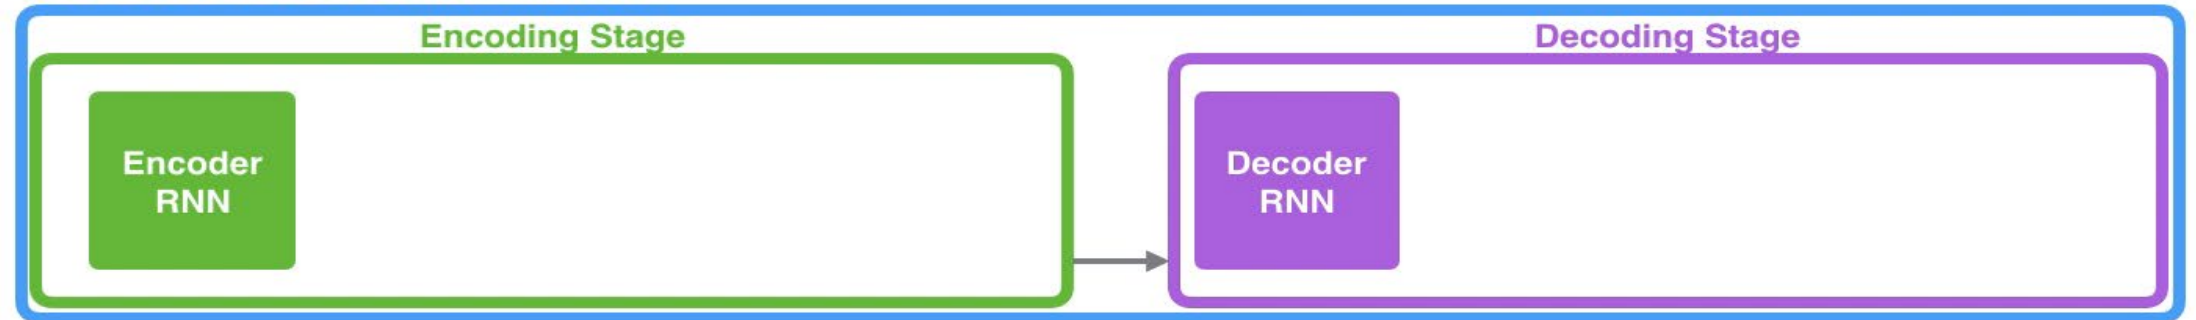 Encoding Stage
Decoding Stage
Encoder
RNN
Decoder
RNN